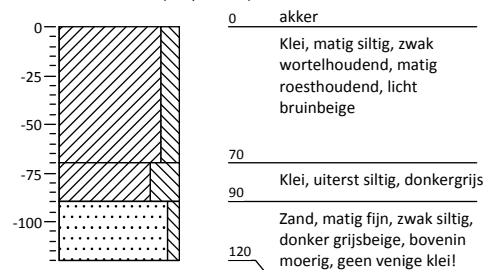 0
-25
-50
-75
-100
0 akker
Klei, matig siltig, zwak
wortelhoudend, matig
roesthoudend, licht
bruinbeige
70
Klei, uiterst siltig, donkergrijs
90
Zand, matig fijn, zwak siltig,
donker grijsbeige, bovenin
moerig, geen venige klei!
120